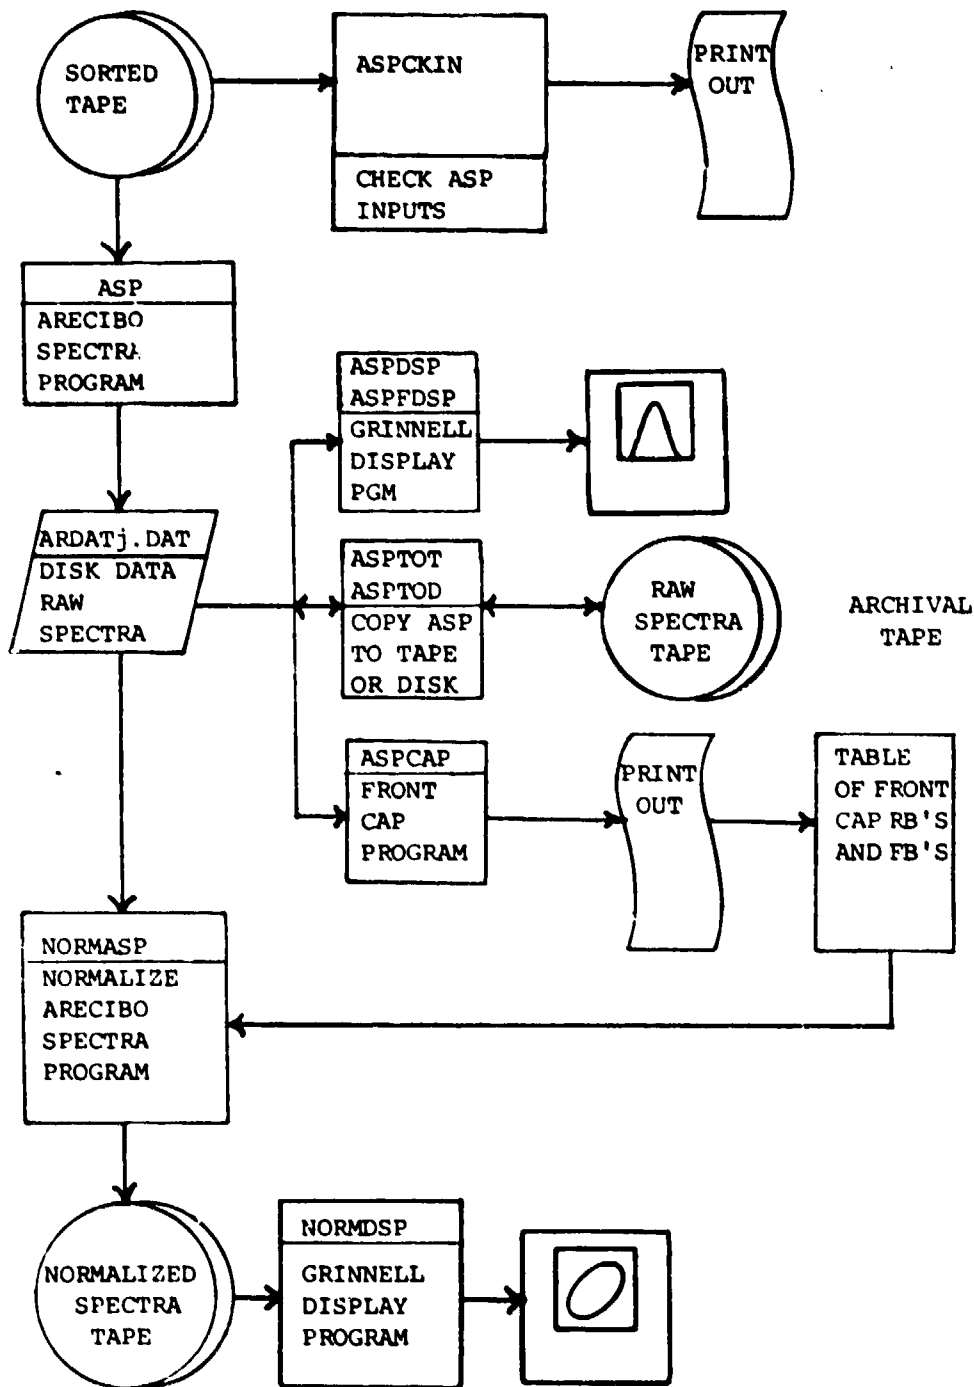 SORTED
TAPE
ASPCKIN
CHECK ASP
INPUTS
PRINT
OUT
ASP
ARECIBO
SPECTRA
PROGRAM
ASPDSP
ASPFDSP
GRINNELL
DISPLAY
PGM
ARDATj.DAT
DISK DATA
RAW
SPECTRA
ASPTOT
ASPTOD
COPY ASP
TO TAPE
OR DISK
RAW
SPECTRA
TAPE
ARCHIVAL
TAPE
ASPCAP
FRONT
CAP
PROGRAM
PRINT
OUT
TABLE
OF FRONT
CAP RB'S
AND FB'S
NORMASP
NORMALIZE
ARECIBO
SPECTRA
PROGRAM
NORMALIZED
SPECTRA
TAPE
NORMDSP
GRINNELL
DISPLAY
PROGRAM